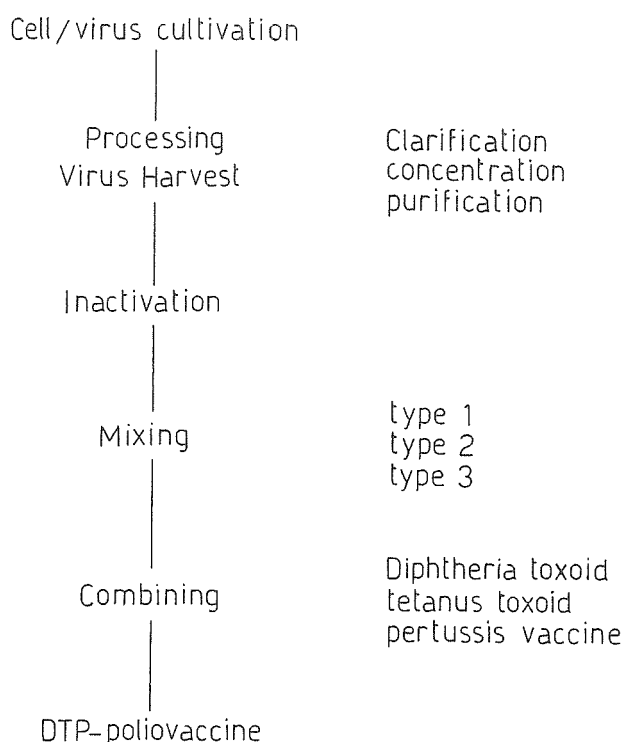 Cell/virus cultivation
Processing
Virus Harvest
Clarification
concentration
purification
Inactivation
Mixing
type 1
type 2
type 3
Combining
Diphtheria toxoid
tetanus toxoid
pertussis vaccine
DTP-poliovaccine